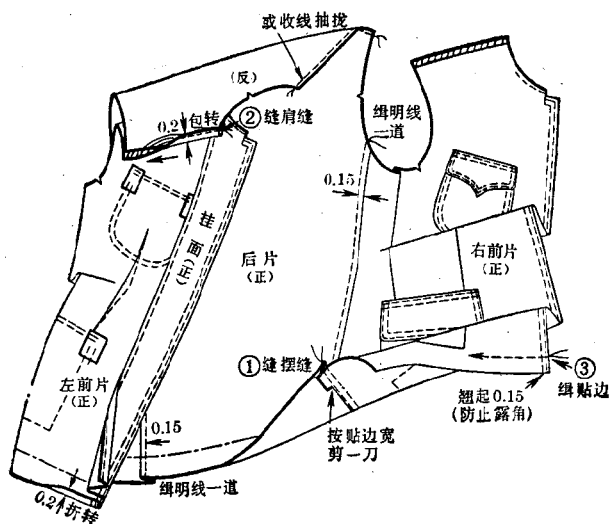 或收线抽拢
(反)
0.2
包转
②缝肩缝
缉明线
一道
0.15
挂面(正)
后片
(正)
右前片
(正)
①缝摆缝
③
缉贴边
翘起0.15
(防止露角)
左前片
(正)
0.15
按贴边宽
剪一刀
缉明线一道
0.2
折转